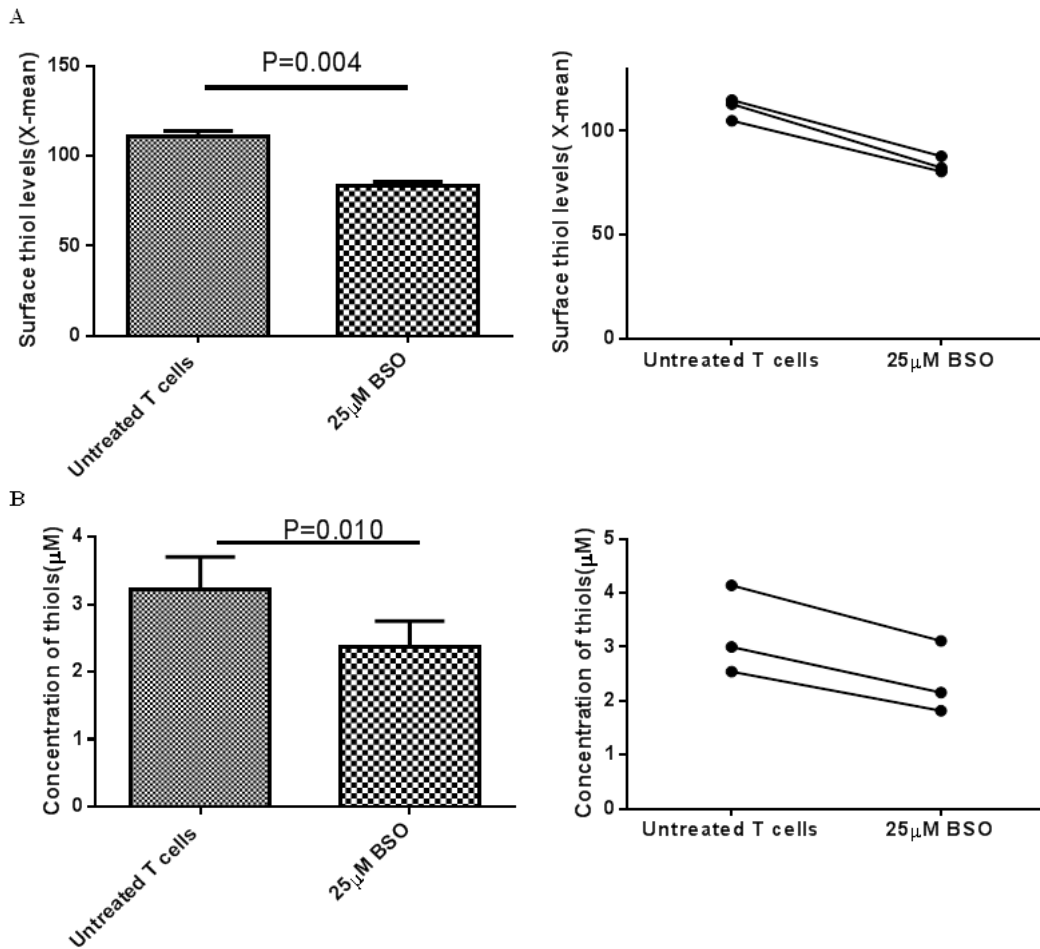 A
P=0.004
Surface thiol levels(X-mean)
150
100
50
0
Untreated T cells
25μM BSO
Surface thiol levels( X-mean)
100
50
0
Untreated T cells
25μM BSO
B
P=0.010
Concentration of thiols(μM)
4
3
2
1
0
Untreated T cells
25μM BSO
Concentration of thiols(μM)
5
4
3
2
1
0
Untreated T cells
25μM BSO